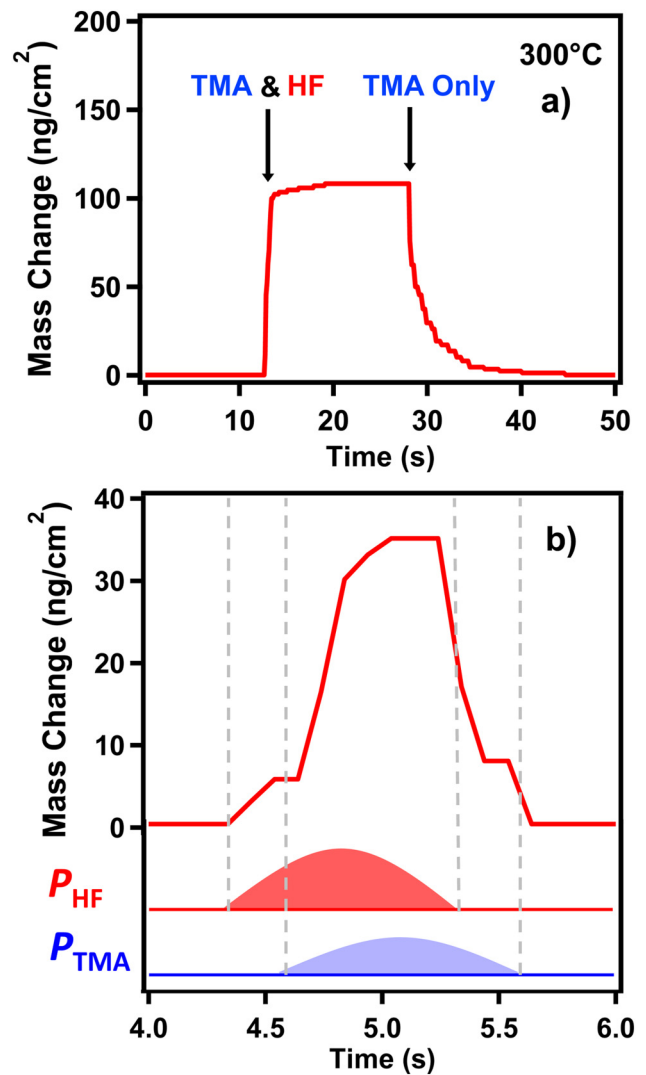 200
150
100
50
0
Mass Change (ng/cm²)
300°C
a)
TMA & HF
TMA Only
0 10 20 30 40 50
Time (s)
40
30
20
10
0
Mass Change (ng/cm²)
b)
P HF
P TMA
4.0 4.5 5.0 5.5 6.0
Time (s)